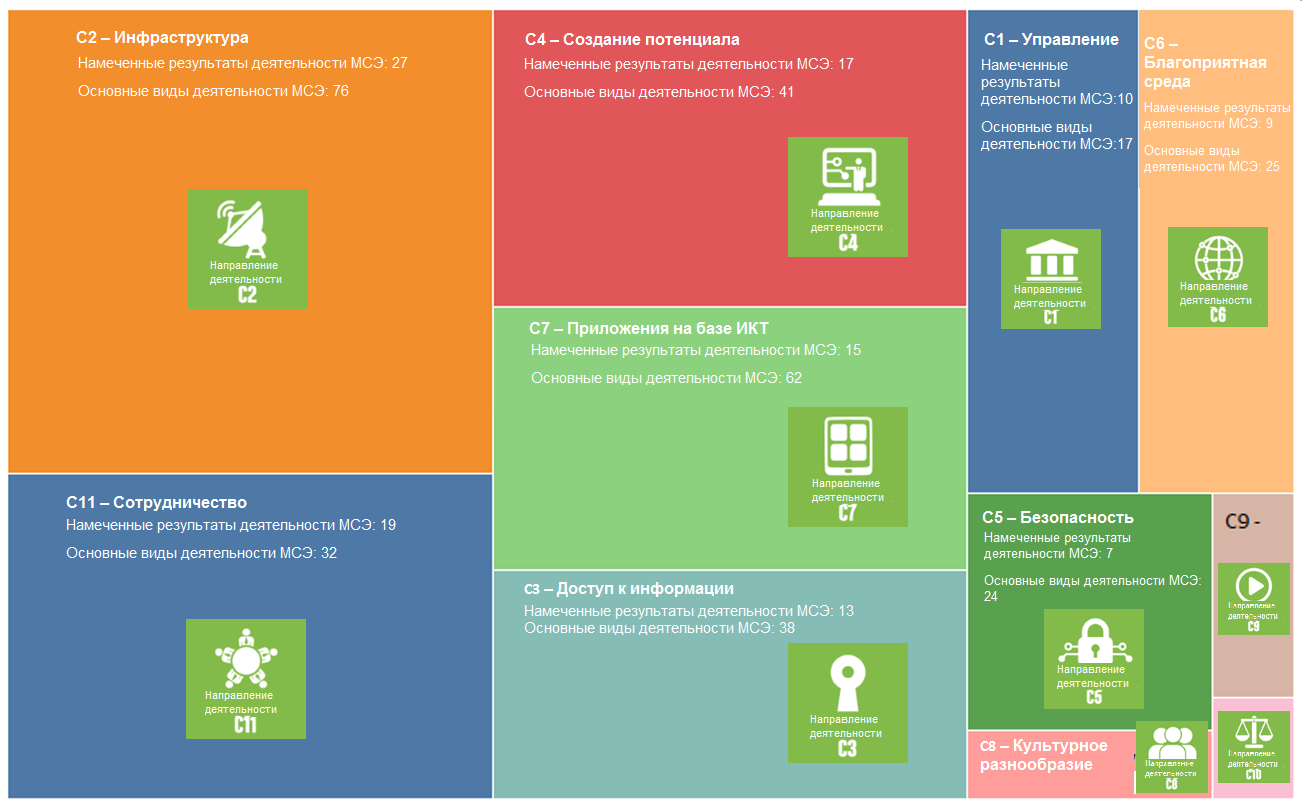 C2 – Инфраструктура
Намеченные результаты деятельности МСЭ: 27
Основные виды деятельности МСЭ: 76
Направление
деятельности
C2
C11 – Сотрудничество
Намеченные результаты деятельности МСЭ: 19
Основные виды деятельности МСЭ: 32
Направление
деятельности
C11
C4 – Создание потенциала
Намеченные результаты деятельности МСЭ: 17
Основные виды деятельности МСЭ: 41
Направление
деятельности
C4
C7 – Приложения на базе ИКТ
Намеченные результаты деятельности МСЭ: 15
Основные виды деятельности МСЭ: 62
Направление
деятельности
C7
C3 – Доступ к информации
Намеченные результаты деятельности МСЭ: 13
Основные виды деятельности МСЭ: 38
Направление
деятельности
C3
C1 – Управление
Намеченные
результаты
деятельности МСЭ:10
Основные виды
деятельности МСЭ:17
Направление
деятельности
C1
C6 –
Благоприятная
среда
Намеченные результаты
деятельности МСЭ: 9
Основные виды
деятельности МСЭ: 25
Направление
деятельности
C6
C5 – Безопасность
Намеченные результаты
деятельности МСЭ: 7
Основные виды деятельности МСЭ:
24
Направление
деятельности
C5
C9 -
Направление
деятельности
C9
C8 – Культурное
разнообразие
Направление
деятельности
C8
Направление
деятельности
C10